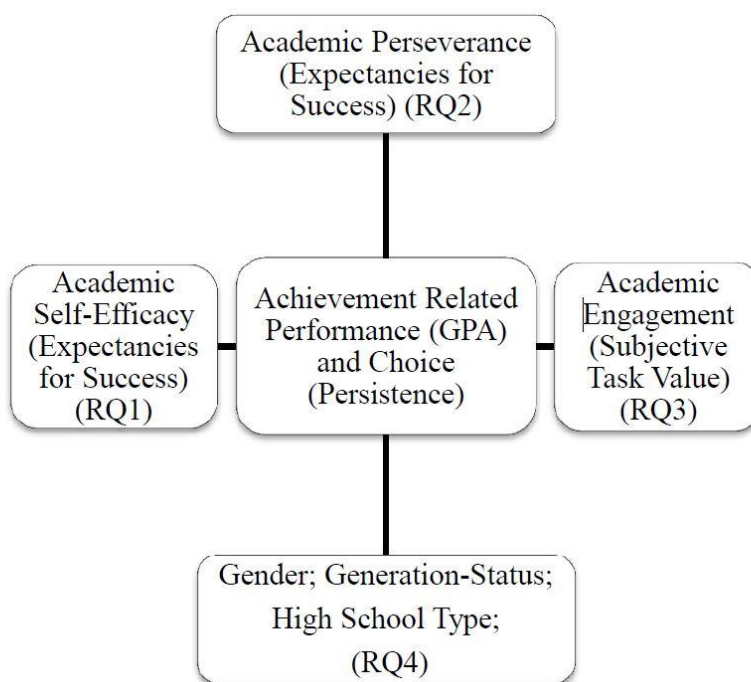 Academic Perseverance
(Expectancies for
Success) (RQ2)
Academic
Self-Efficacy
(Expectancies
for Success)
(RQ1)
Achievement Related
Performance (GPA)
and Choice
(Persistence)
Academic
Engagement
(Subjective
Task Value)
(RQ3)
Gender; Generation-Status;
High School Type;
(RQ4)